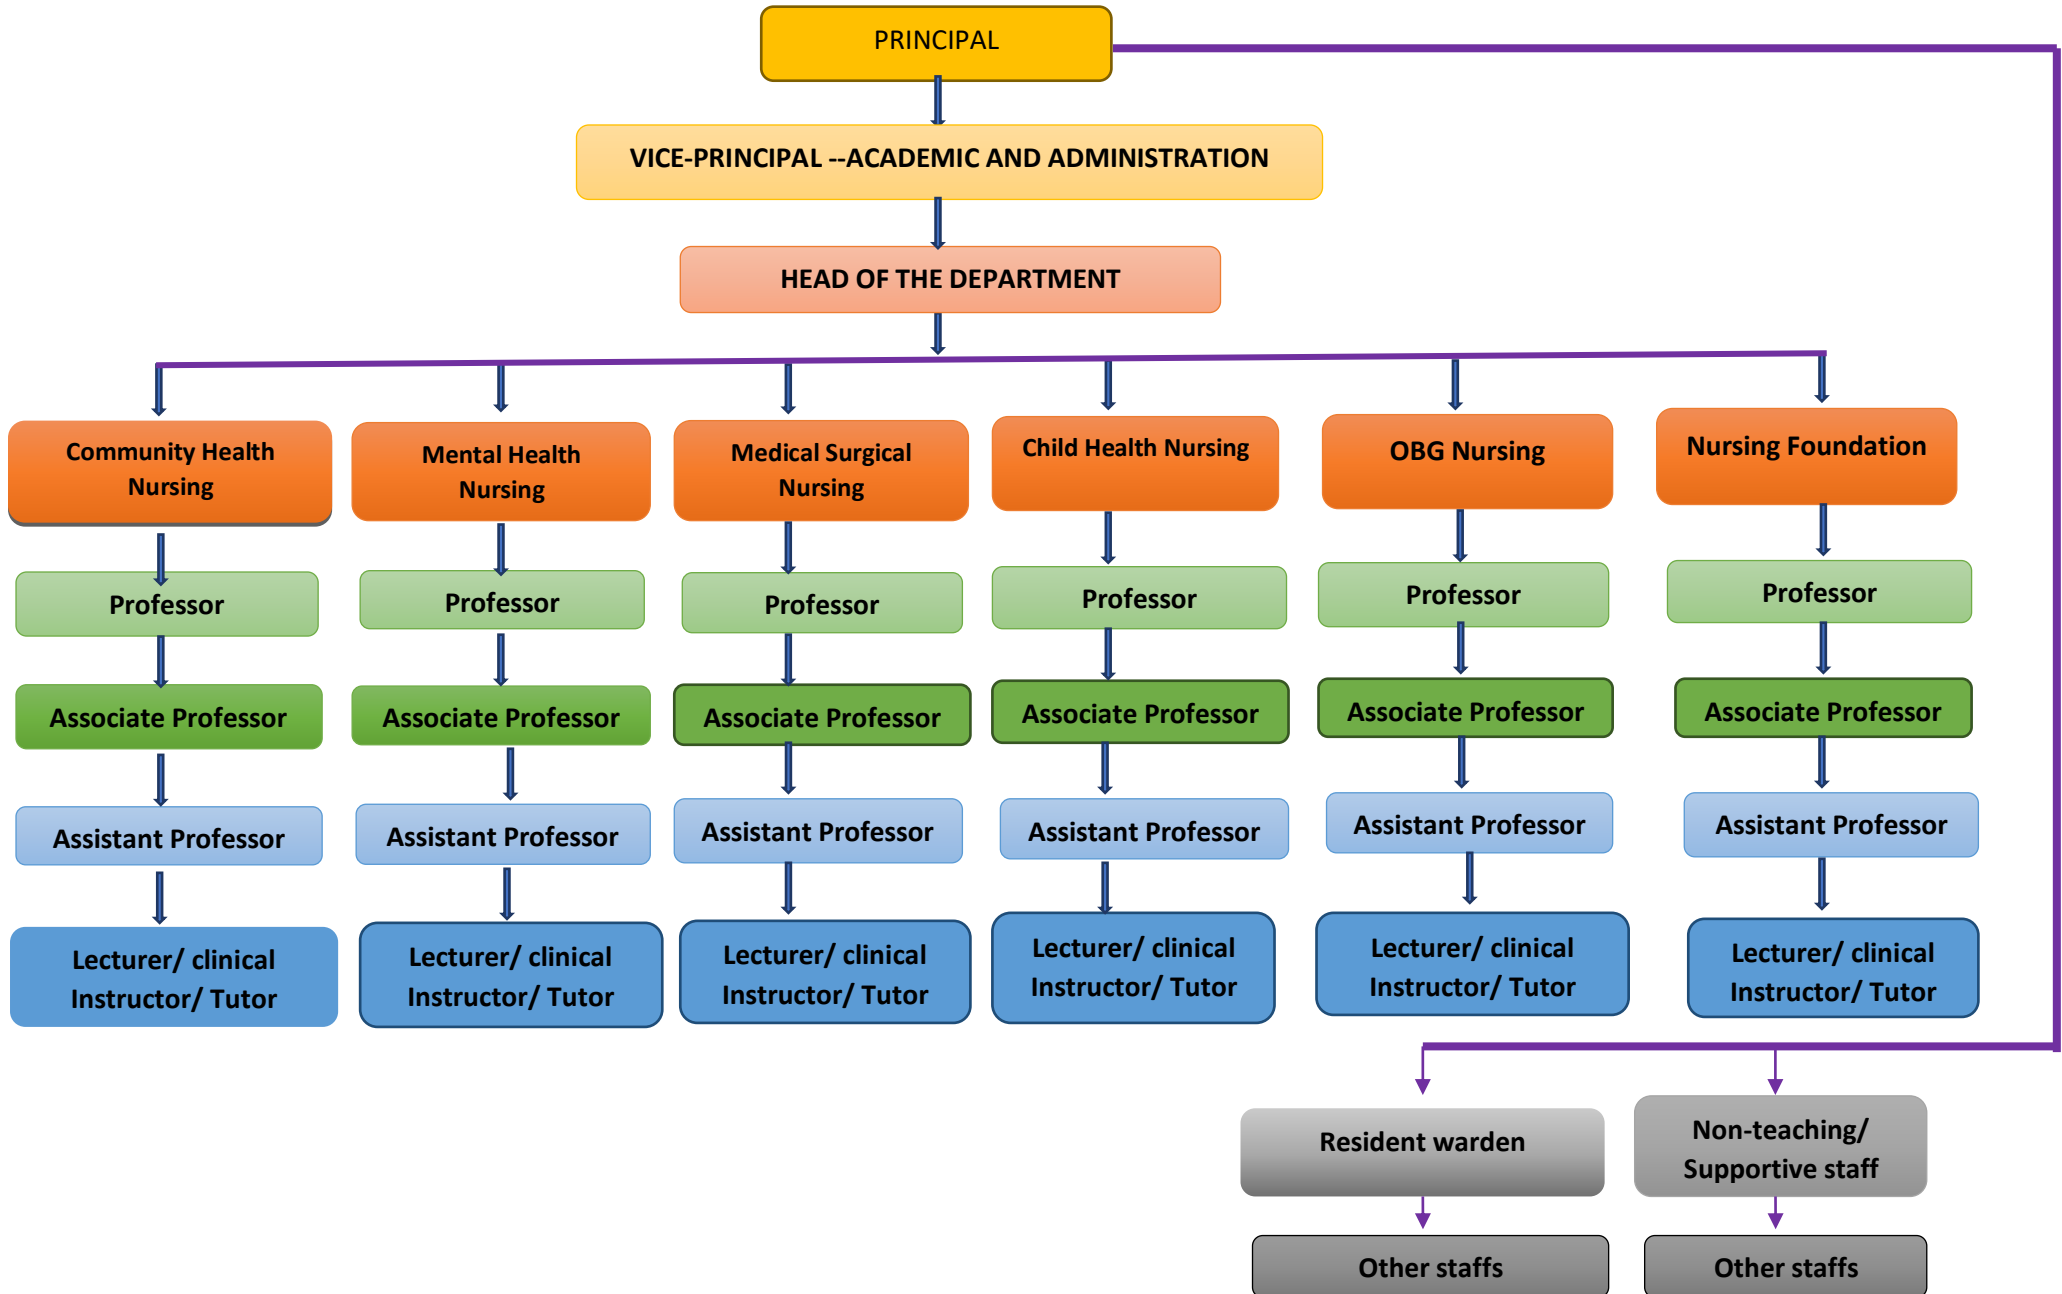 PRINCIPAL
VICE-PRINCIPAL --ACADEMIC AND ADMINISTRATION
HEAD OF THE DEPARTMENT
Community Health
Nursing
Mental Health
Nursing
Medical Surgical
Nursing
Child Health Nursing
OBG Nursing
Nursing Foundation
Professor
Professor
Professor
Professor
Professor
Professor
Associate Professor
Associate Professor
Associate Professor
Associate Professor
Associate Professor
Associate Professor
Assistant Professor
Assistant Professor
Assistant Professor
Assistant Professor
Assistant Professor
Assistant Professor
Lecturer/ clinical
Instructor/ Tutor
Lecturer/ clinical
Instructor/ Tutor
Lecturer/ clinical
Instructor/ Tutor
Lecturer/ clinical
Instructor/ Tutor
Lecturer/ clinical
Instructor/ Tutor
Lecturer/ clinical
Instructor/ Tutor
Resident warden
Non-teaching/
Supportive staff
Other staffs
Other staffs